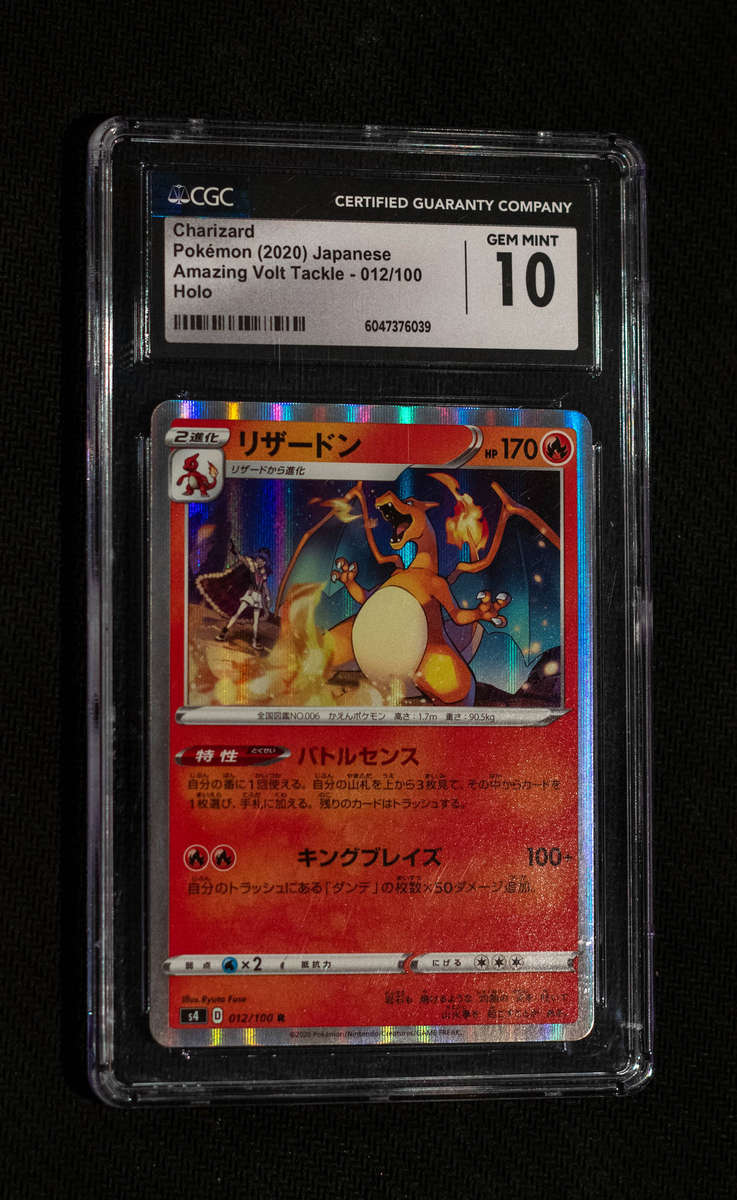 CGC
CERTIFIED GUARANTY COMPANY
Charizard
Pokémon (2020) Japanese
Amazing Volt Tackle - 012/100
Holo
GEM MINT
10
6047376039
2進化
リザードン
HP 170
リザードから進化
全国図鑑NO.006 かえんポケモン 高さ:1.7m 重さ:90.5kg
特性 とくせい
バトルセンス
自分の番に1回使える。自分の山札を上から3枚見て、その中からカードを
1枚選び、手札に加える。残りのカードはトラッシュする。
キングブレイズ 100+
自分のトラッシュにある「ダンデ」の枚数×50ダメージ追加。
弱点 ×2 抵抗力 にげる
Illus. Ryuta Fuse
s4 D 012/100 R
©2020 Pokémon/Nintendo/Creatures/GAME FREAK.